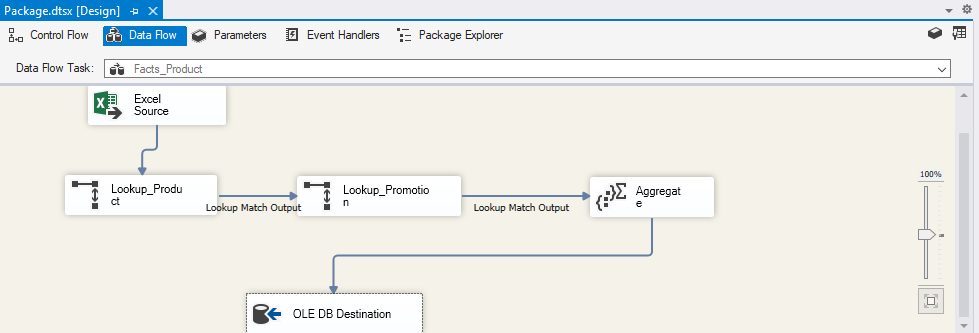 Package.dtsx [Design]
Control Flow
Data Flow
Parameters
Event Handlers
Package Explorer
Data Flow Task:
Facts_Product
Excel
Source
Lookup_Produ
ct
Lookup Match Output
Lookup_Promotio
n
Lookup Match Output
Aggregat
e
100%
OLE DB Destination